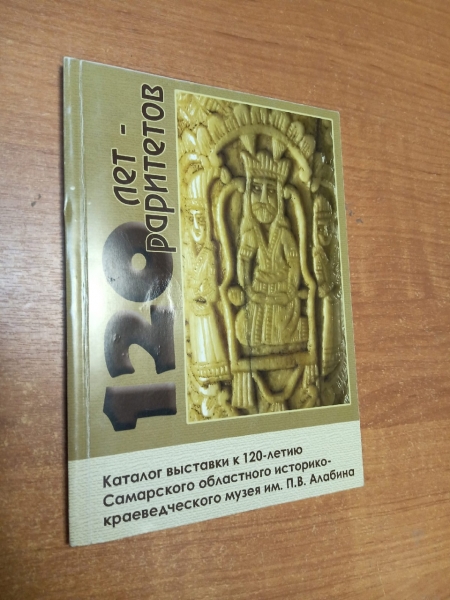 120 лет -
раритетов
Каталог выставки к 120-летию
Самарского областного историко-
краеведческого музея им. П.В. Алабина